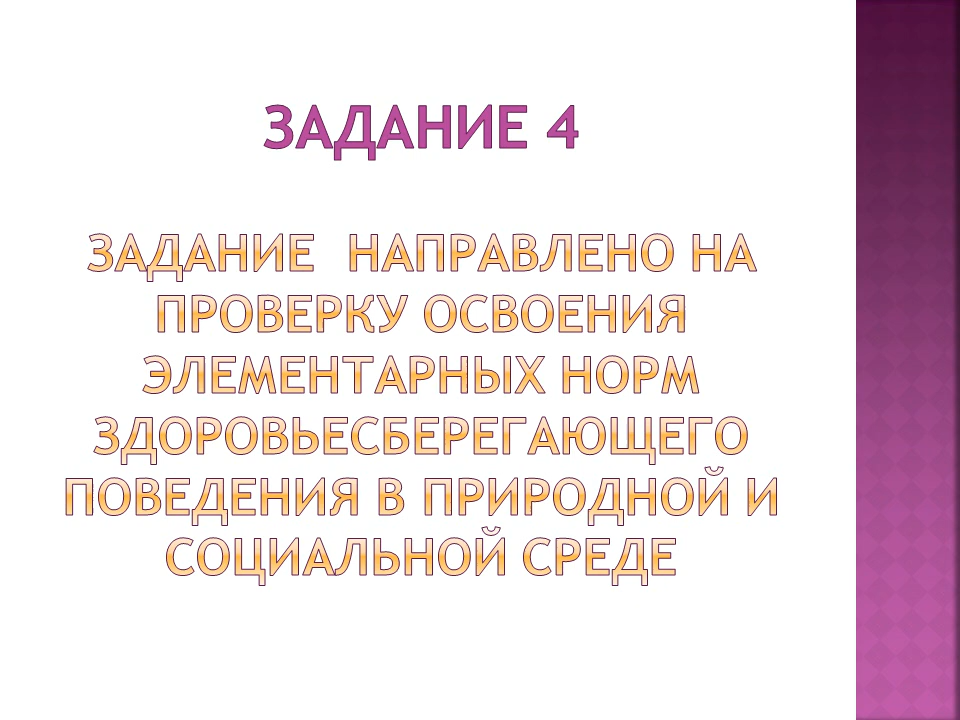 ЗАДАНИЕ 4
ЗАДАНИЕ НАПРАВЛЕНО НА
ПРОВЕРКУ ОСВОЕНИЯ
ЭЛЕМЕНТАРНЫХ НОРМ
ЗДОРОВЬЕСБЕРЕГАЮЩЕГО
ПОВЕДЕНИЯ В ПРИРОДНОЙ И
СОЦИАЛЬНОЙ СРЕДЕ